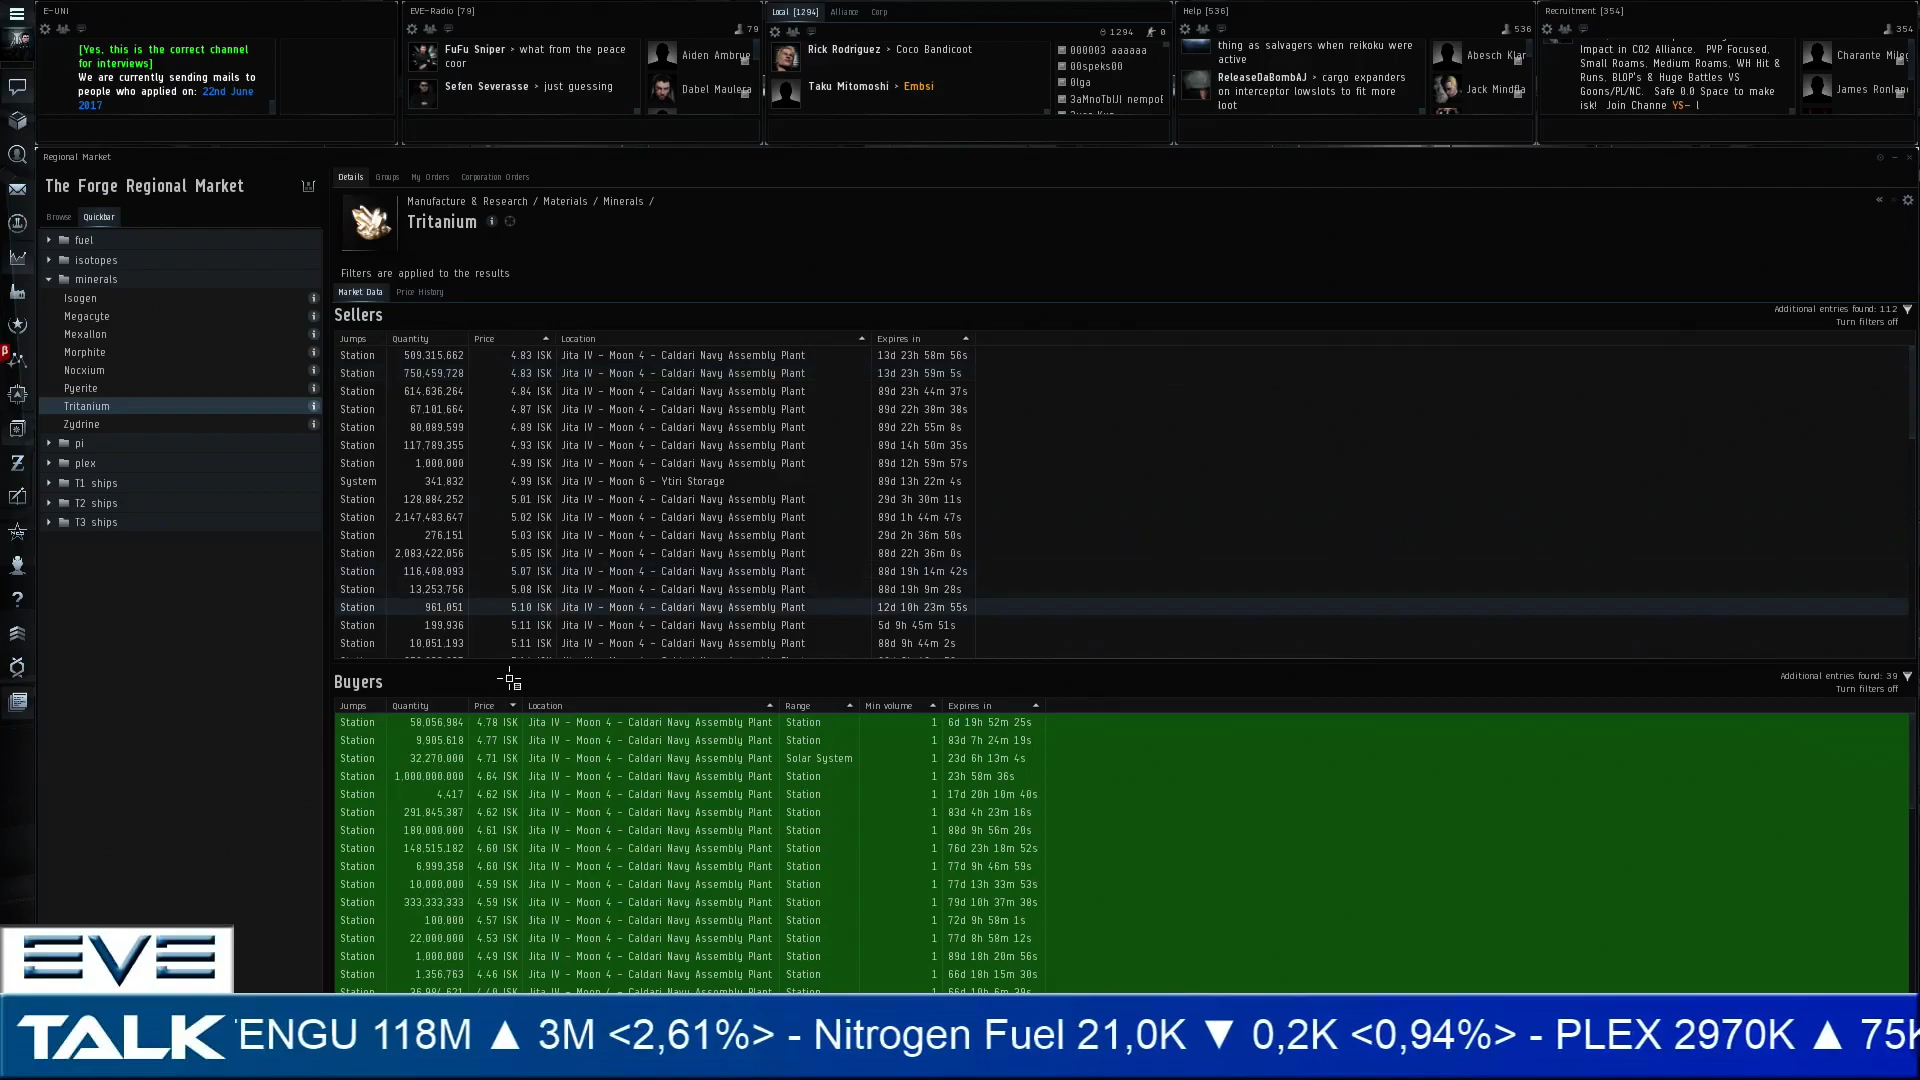 E-UNI
[Yes, this is the correct channel
for interviews]
We are currently sending mails to
people who applied on: 22nd June
2017
EVE-Radio [79]
79
FuFu Sniper > what from the peace
coor
Sefen Severasse > just guessing
Aiden Ambrue
Dabel Maulera
Local [1294] Alliance Corp
1294 0
Rick Rodriguez > Coco Bandicoot
Taku Mitomoshi > Embsi
000003 aaaaaa
00speks00
0lga
Help [536]
536
thing as salvagers when reikoku were
active
ReleaseDaBombAJ > cargo expanders
on interceptor lowslots to fit more
loot
Abesch Klar
Jack Mindfla
Recruitment [354]
354
Impact in CO2 Alliance. PVP Focused,
Small Roams, Medium Roams, WH Hit &
Runs, BLOP's & Huge Battles VS
Goons/PL/NC. Safe 0.0 Space to make
isk! Join Channe YS- l
Charante Mile
James Ronlan
Regional Market
The Forge Regional Market
Browse Quickbar
fuel
isotopes
minerals
Isogen
Megacyte
Mexallon
Morphite
Nocxium
Pyerite
Tritanium
Zydrine
pi
plex
T1 ships
T2 ships
T3 ships
Details Groups My Orders Corporation Orders
Manufacture & Research / Materials / Minerals /
Tritanium
Filters are applied to the results
Market Data Price History
Sellers
Additional entries found: 112
Turn filters off
Jumps Quantity Price Location Expires in
Station 509,315,662 4.83 ISK Jita IV - Moon 4 - Caldari Navy Assembly Plant 13d 23h 58m 56s
Station 750,459,728 4.83 ISK Jita IV - Moon 4 - Caldari Navy Assembly Plant 13d 23h 59m 5s
Station 614,636,264 4.84 ISK Jita IV - Moon 4 - Caldari Navy Assembly Plant 89d 23h 44m 37s
Station 67,101,664 4.87 ISK Jita IV - Moon 4 - Caldari Navy Assembly Plant 89d 22h 38m 38s
Station 80,089,599 4.89 ISK Jita IV - Moon 4 - Caldari Navy Assembly Plant 89d 22h 55m 8s
Station 117,789,355 4.93 ISK Jita IV - Moon 4 - Caldari Navy Assembly Plant 89d 14h 50m 35s
Station 1,000,000 4.99 ISK Jita IV - Moon 4 - Caldari Navy Assembly Plant 89d 12h 59m 57s
System 341,832 4.99 ISK Jita IV - Moon 6 - Ytiri Storage 89d 13h 22m 4s
Station 128,884,252 5.01 ISK Jita IV - Moon 4 - Caldari Navy Assembly Plant 29d 3h 30m 11s
Station 2,147,483,647 5.02 ISK Jita IV - Moon 4 - Caldari Navy Assembly Plant 89d 1h 44m 47s
Station 276,151 5.03 ISK Jita IV - Moon 4 - Caldari Navy Assembly Plant 29d 2h 36m 50s
Station 2,083,422,056 5.05 ISK Jita IV - Moon 4 - Caldari Navy Assembly Plant 88d 22h 36m 0s
Station 116,408,093 5.07 ISK Jita IV - Moon 4 - Caldari Navy Assembly Plant 88d 19h 14m 42s
Station 13,253,756 5.08 ISK Jita IV - Moon 4 - Caldari Navy Assembly Plant 88d 19h 9m 28s
Station 961,051 5.10 ISK Jita IV - Moon 4 - Caldari Navy Assembly Plant 12d 10h 23m 55s
Station 199,936 5.11 ISK Jita IV - Moon 4 - Caldari Navy Assembly Plant 5d 9h 45m 51s
Station 10,051,193 5.11 ISK Jita IV - Moon 4 - Caldari Navy Assembly Plant 88d 9h 44m 2s
Buyers
Additional entries found: 39
Turn filters off
Jumps Quantity Price Location Range Min volume Expires in
Station 58,056,984 4.78 ISK Jita IV - Moon 4 - Caldari Navy Assembly Plant Station 1 6d 19h 52m 25s
Station 9,905,618 4.77 ISK Jita IV - Moon 4 - Caldari Navy Assembly Plant Station 1 83d 7h 24m 19s
Station 32,270,000 4.71 ISK Jita IV - Moon 4 - Caldari Navy Assembly Plant Solar System 1 23d 6h 13m 4s
Station 1,000,000,000 4.64 ISK Jita IV - Moon 4 - Caldari Navy Assembly Plant Station 1 23h 58m 36s
Station 4,417 4.62 ISK Jita IV - Moon 4 - Caldari Navy Assembly Plant Station 1 17d 20h 10m 40s
Station 291,845,387 4.62 ISK Jita IV - Moon 4 - Caldari Navy Assembly Plant Station 1 83d 4h 23m 16s
Station 180,000,000 4.61 ISK Jita IV - Moon 4 - Caldari Navy Assembly Plant Station 1 88d 9h 56m 20s
Station 148,515,182 4.60 ISK Jita IV - Moon 4 - Caldari Navy Assembly Plant Station 1 76d 23h 18m 52s
Station 6,999,358 4.60 ISK Jita IV - Moon 4 - Caldari Navy Assembly Plant Station 1 77d 9h 46m 59s
Station 10,000,000 4.59 ISK Jita IV - Moon 4 - Caldari Navy Assembly Plant Station 1 77d 13h 33m 53s
Station 333,333,333 4.59 ISK Jita IV - Moon 4 - Caldari Navy Assembly Plant Station 1 79d 10h 37m 38s
Station 100,000 4.57 ISK Jita IV - Moon 4 - Caldari Navy Assembly Plant Station 1 72d 9h 58m 1s
Station 22,000,000 4.53 ISK Jita IV - Moon 4 - Caldari Navy Assembly Plant Station 1 77d 8h 58m 12s
Station 1,000,000 4.49 ISK Jita IV - Moon 4 - Caldari Navy Assembly Plant Station 1 89d 18h 20m 56s
Station 1,356,763 4.46 ISK Jita IV - Moon 4 - Caldari Navy Assembly Plant Station 1 66d 18h 15m 30s
EVE
TALK
ENGU 118M ▲ 3M <2,61%> - Nitrogen Fuel 21,0K ▼ 0,2K <0,94%> - PLEX 2970K ▲ 75K